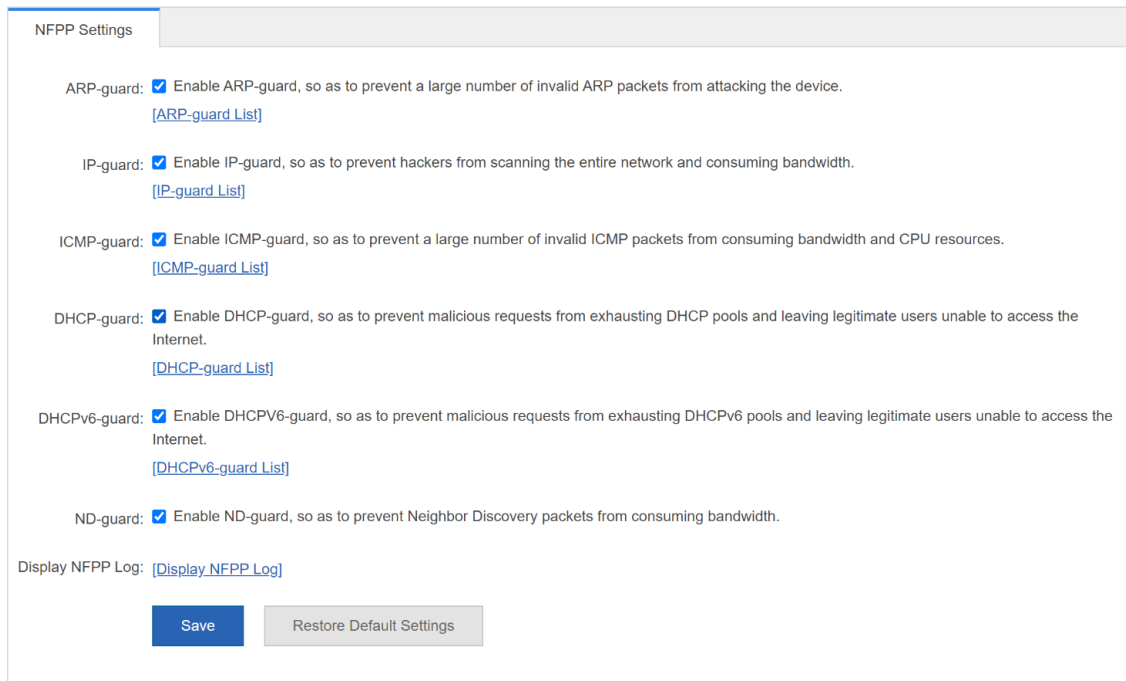 NFPP Settings
ARP-guard: Enable ARP-guard, so as to prevent a large number of invalid ARP packets from attacking the device.
[ARP-guard List]
IP-guard: Enable IP-guard, so as to prevent hackers from scanning the entire network and consuming bandwidth.
[IP-guard List]
ICMP-guard: Enable ICMP-guard, so as to prevent a large number of invalid ICMP packets from consuming bandwidth and CPU resources.
[ICMP-guard List]
DHCP-guard: Enable DHCP-guard, so as to prevent malicious requests from exhausting DHCP pools and leaving legitimate users unable to access the
Internet.
[DHCP-guard List]
DHCPv6-guard: Enable DHCPV6-guard, so as to prevent malicious requests from exhausting DHCPv6 pools and leaving legitimate users unable to access the
Internet.
[DHCPv6-guard List]
ND-guard: Enable ND-guard, so as to prevent Neighbor Discovery packets from consuming bandwidth.
Display NFPP Log: [Display NFPP Log]
Save Restore Default Settings